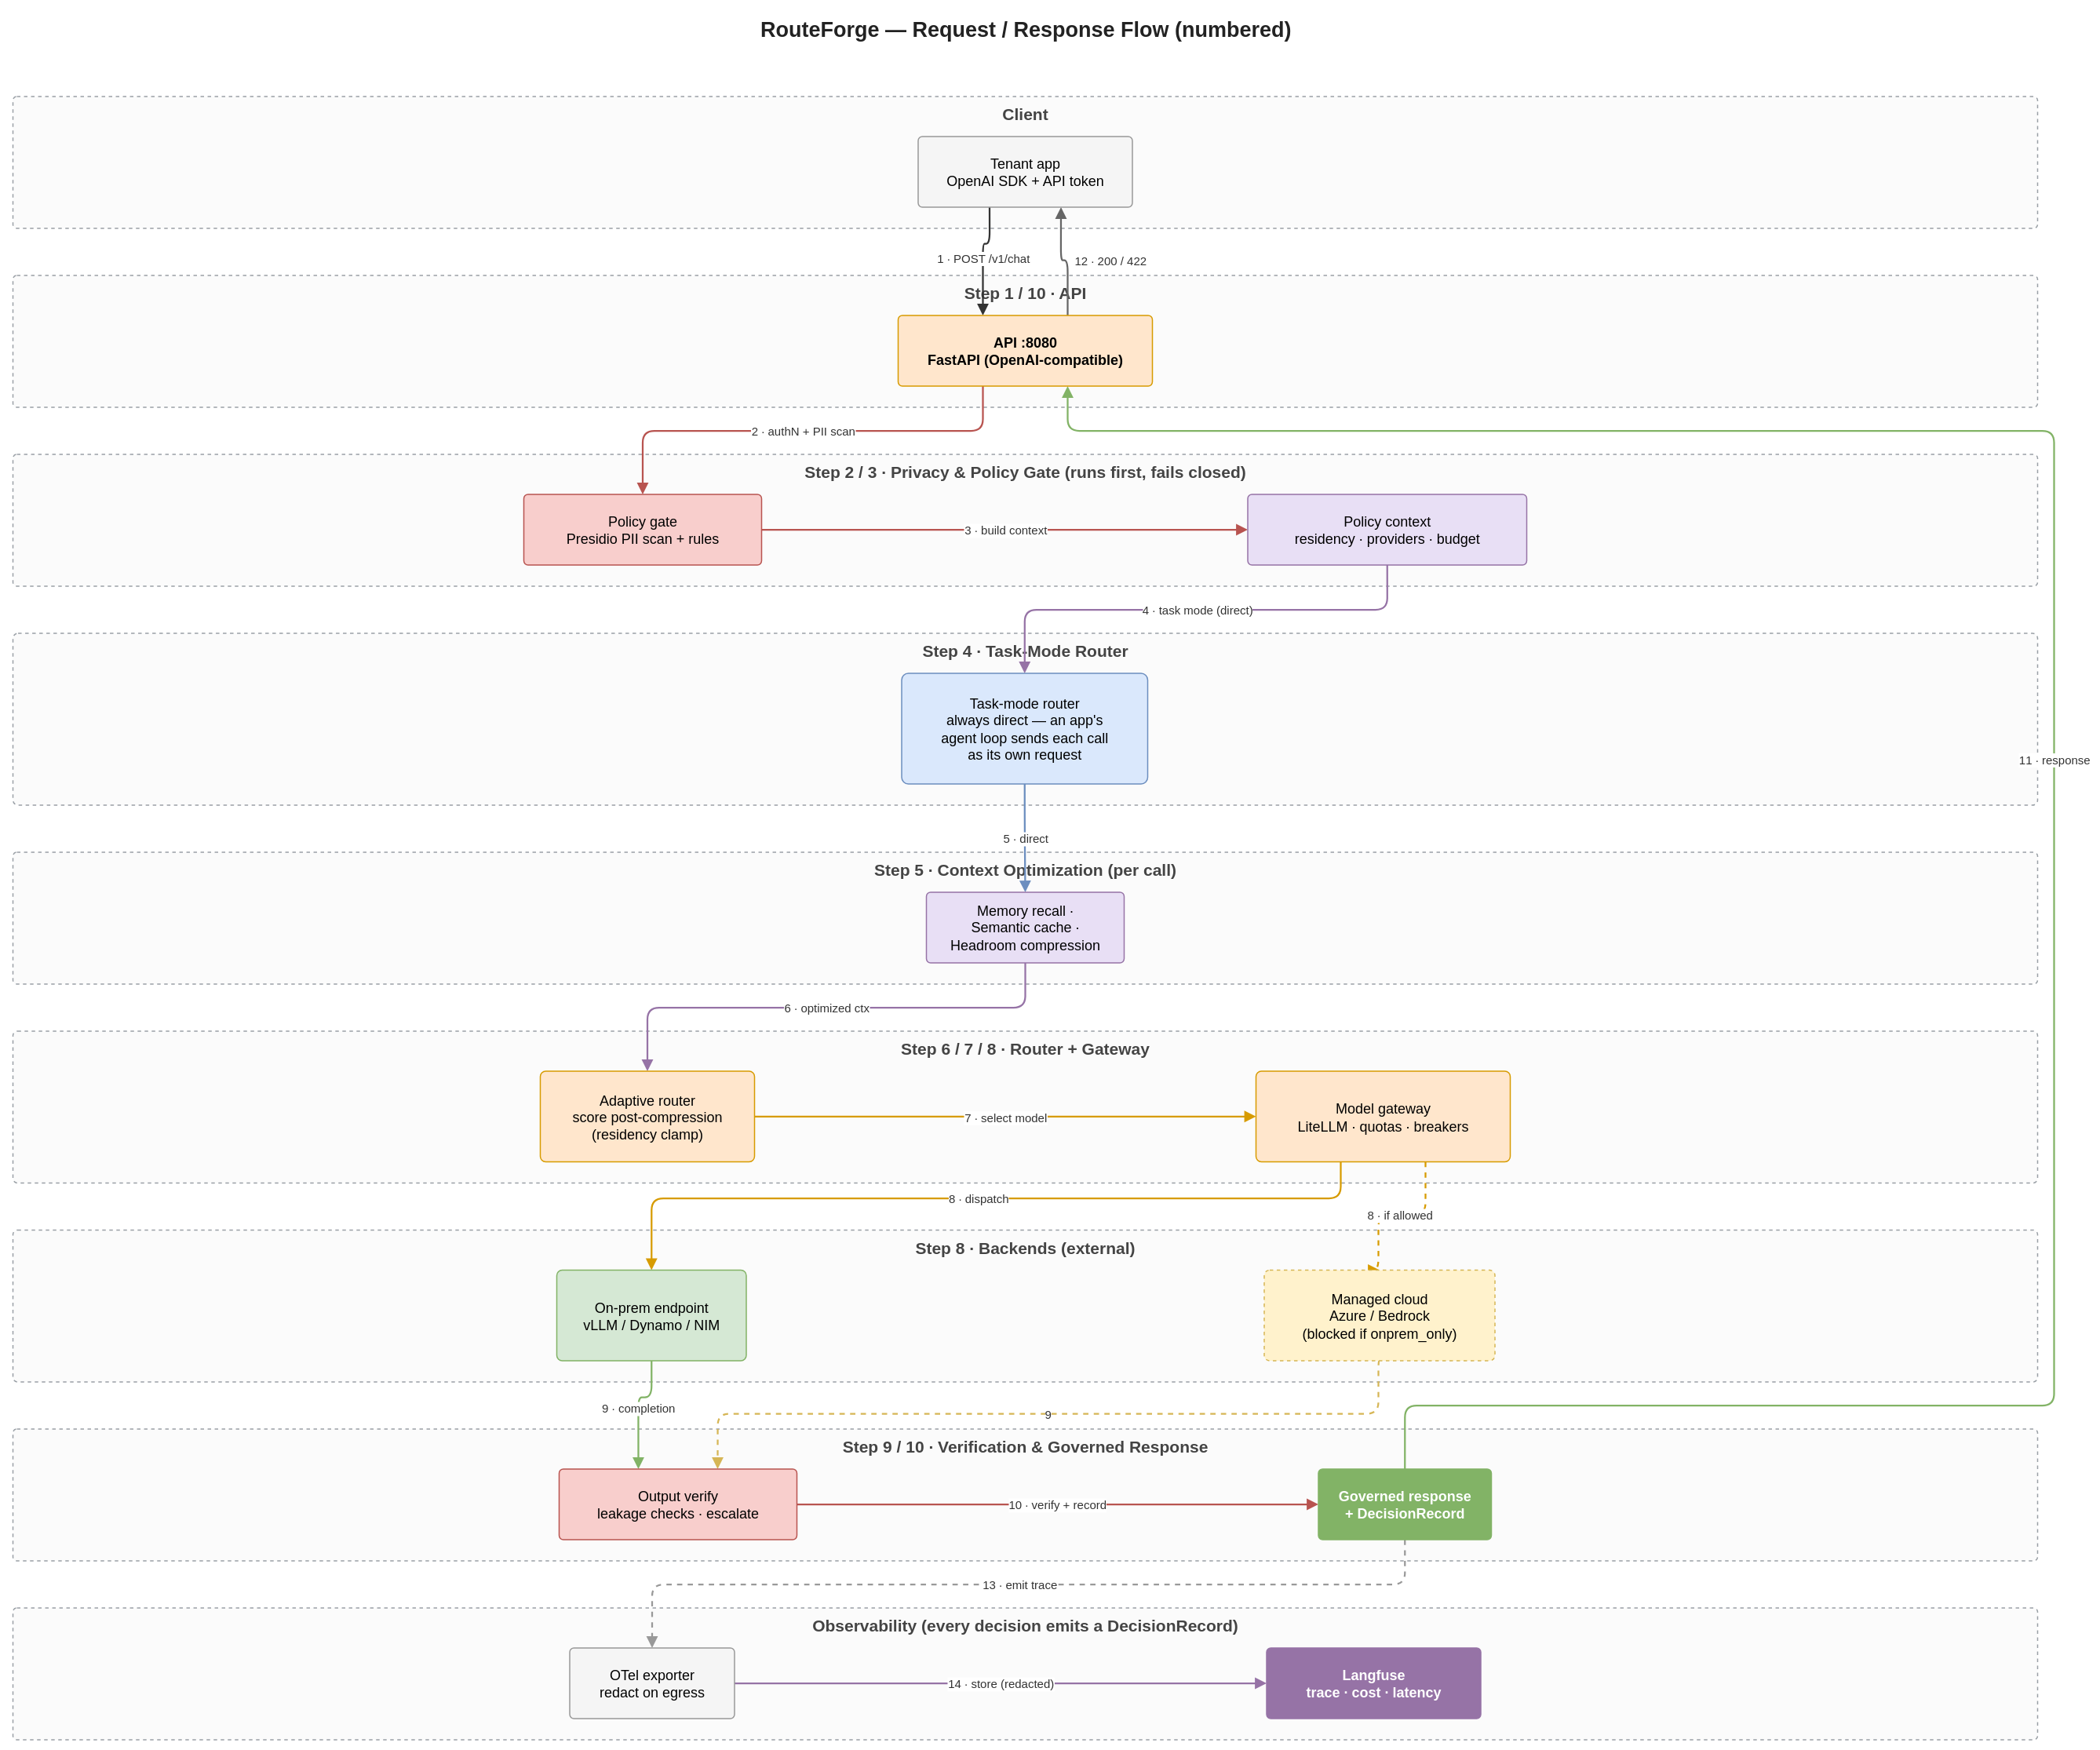 RouteForge — Request / Response Flow (numbered)
Client
Tenant app
OpenAI SDK + API token
1 · POST /v1/chat
12 · 200 / 422
Step 1 / 10 · API
API :8080
FastAPI (OpenAI-compatible)
2 · authN + PII scan
Step 2 / 3 · Privacy & Policy Gate (runs first, fails closed)
Policy gate
Presidio PII scan + rules
3 · build context
Policy context
residency · providers · budget
4 · task mode (direct)
Step 4 · Task-Mode Router
Task-mode router
always direct — an app's
agent loop sends each call
as its own request
11 · response
5 · direct
Step 5 · Context Optimization (per call)
Memory recall ·
Semantic cache ·
Headroom compression
6 · optimized ctx
Step 6 / 7 / 8 · Router + Gateway
Adaptive router
score post-compression
(residency clamp)
7 · select model
Model gateway
LiteLLM · quotas · breakers
8 · dispatch
8 · if allowed
Step 8 · Backends (external)
On-prem endpoint
vLLM / Dynamo / NIM
Managed cloud
Azure / Bedrock
(blocked if onprem_only)
9 · completion
9
Step 9 / 10 · Verification & Governed Response
Output verify
leakage checks · escalate
10 · verify + record
Governed response
+ DecisionRecord
13 · emit trace
Observability (every decision emits a DecisionRecord)
OTel exporter
redact on egress
14 · store (redacted)
Langfuse
trace · cost · latency